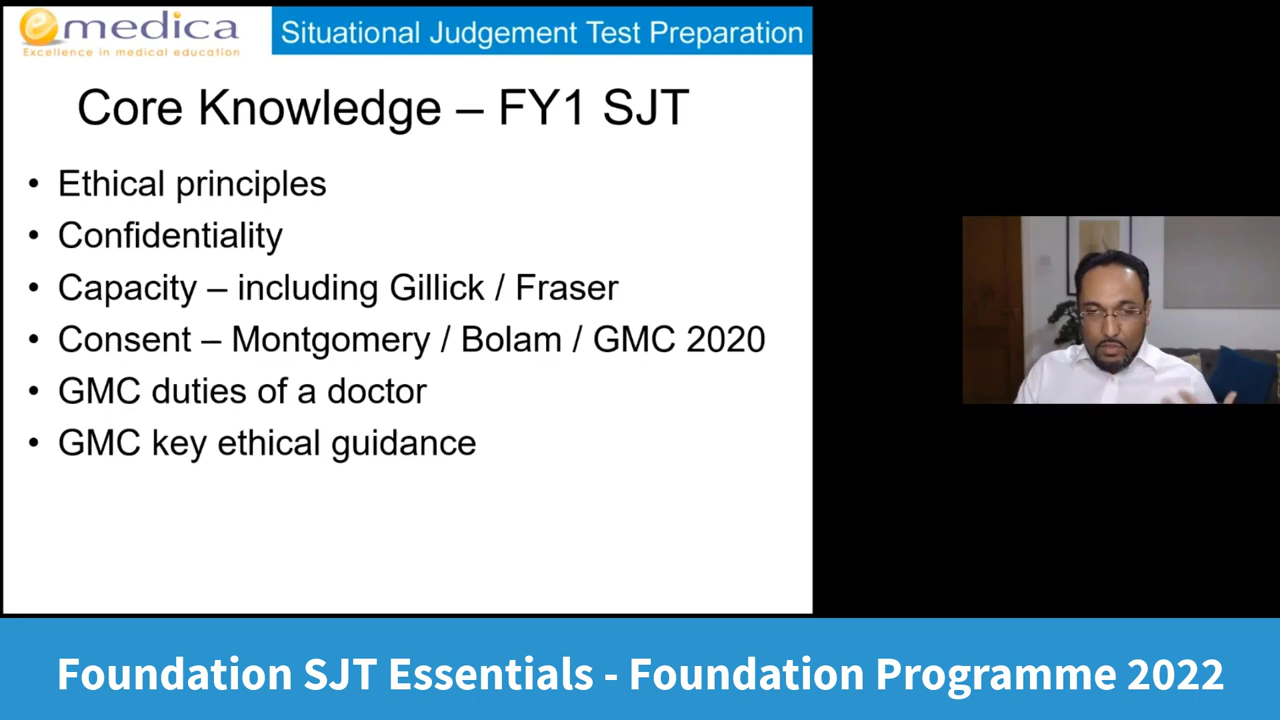 emedica
Excellence in medical education
Situational Judgement Test Preparation
Core Knowledge – FY1 SJT
• Ethical principles
• Confidentiality
• Capacity – including Gillick / Fraser
• Consent – Montgomery / Bolam / GMC 2020
• GMC duties of a doctor
• GMC key ethical guidance
Foundation SJT Essentials - Foundation Programme 2022